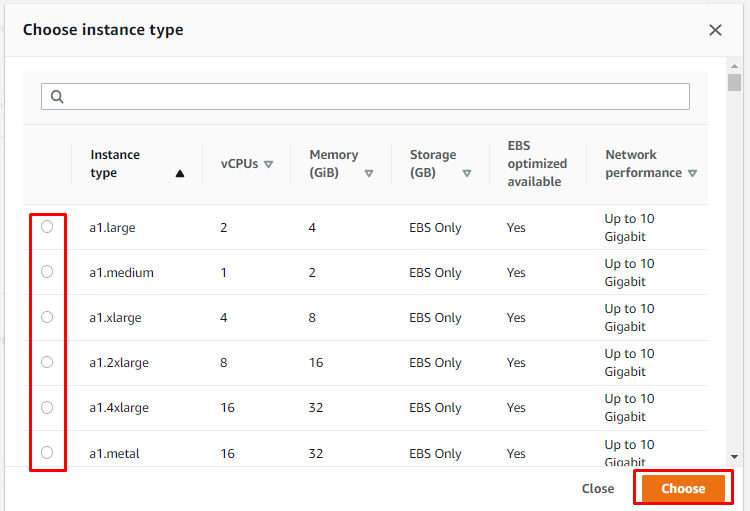 Choose instance type
Instance type vCPUs Memory (GiB) Storage (GB) EBS optimized available Network performance
a1.large 2 4 EBS Only Yes Up to 10 Gigabit
a1.medium 1 2 EBS Only Yes Up to 10 Gigabit
a1.xlarge 4 8 EBS Only Yes Up to 10 Gigabit
a1.2xlarge 8 16 EBS Only Yes Up to 10 Gigabit
a1.4xlarge 16 32 EBS Only Yes Up to 10 Gigabit
a1.metal 16 32 EBS Only Yes Up to 10 Gigabit
Close Choose